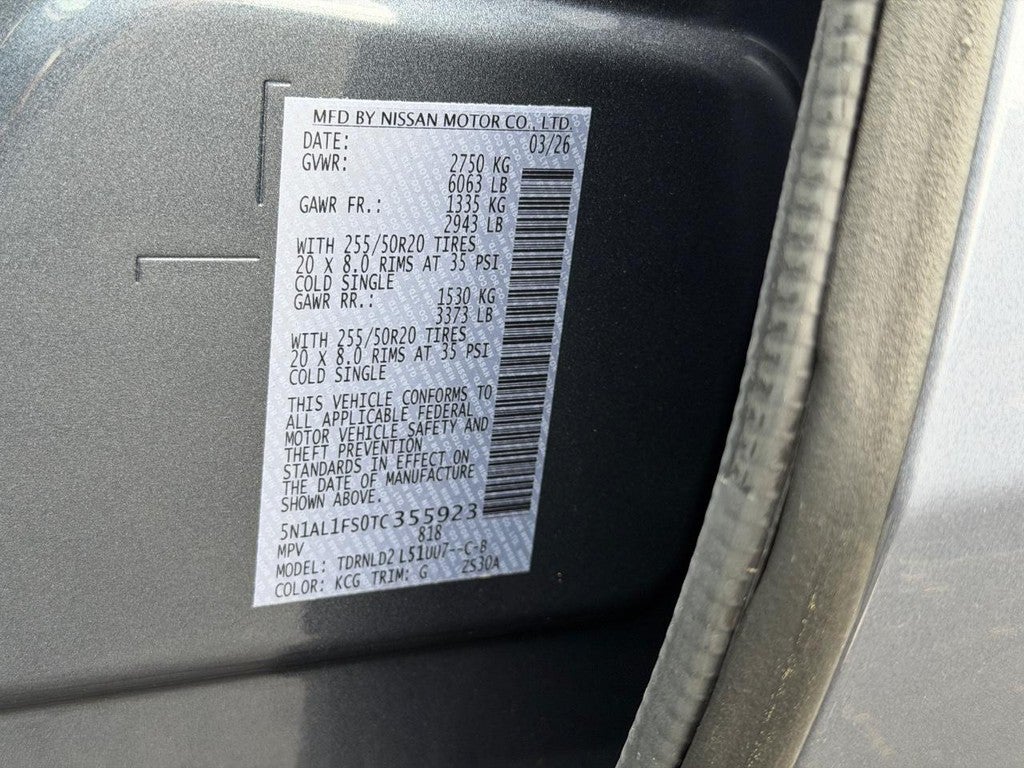 MFD BY NISSAN MOTOR CO., LTD.
DATE: 03/26
GVWR: 2750 KG
6063 LB
GAWR FR.: 1335 KG
2943 LB
WITH 255/50R20 TIRES
20 X 8.0 RIMS AT 35 PSI
COLD SINGLE
GAWR RR.: 1530 KG
3373 LB
WITH 255/50R20 TIRES
20 X 8.0 RIMS AT 35 PSI
COLD SINGLE
THIS VEHICLE CONFORMS TO
ALL APPLICABLE FEDERAL
MOTOR VEHICLE SAFETY AND
THEFT PREVENTION
STANDARDS IN EFFECT ON
THE DATE OF MANUFACTURE
SHOWN ABOVE.
5N1AL1FS0TC355923
MPV 818
MODEL: TDRNLD2 L51UU7--C-B
COLOR: KCG TRIM: G ZS30A